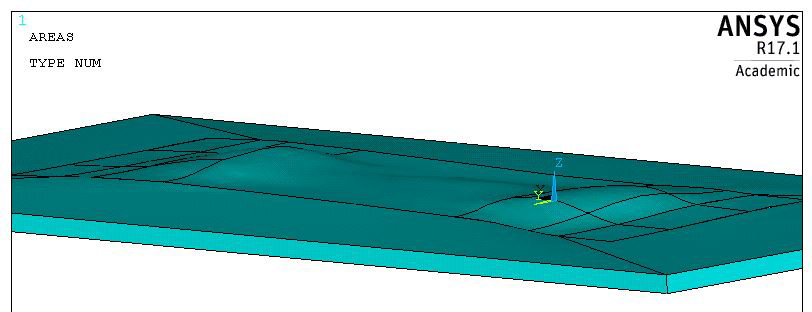 1
AREAS
TYPE NUM
ANSYS
R17.1
Academic
Z
Y